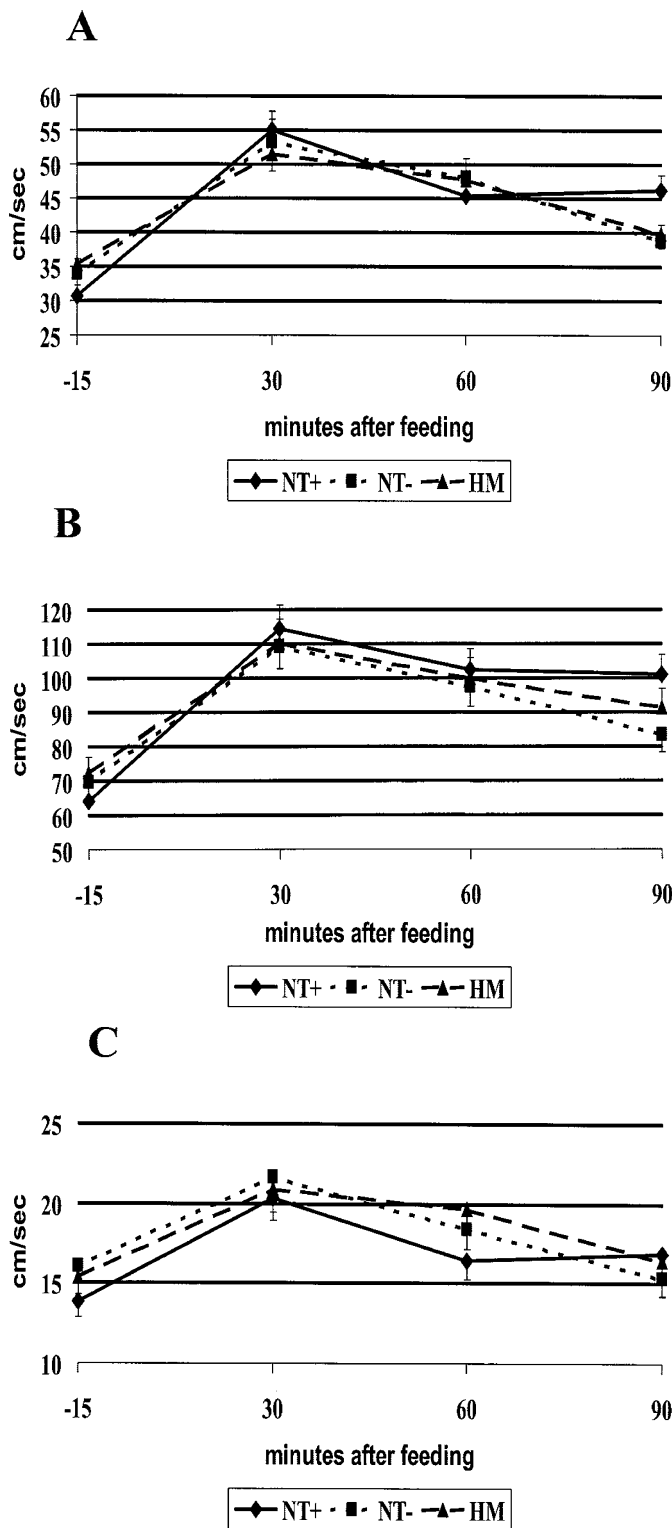 A
60
55
50
45
40
35
30
25
cm/sec
-15 30 60 90
minutes after feeding
NT+ NT- HM
B
120
110
100
90
80
70
60
50
cm/sec
-15 30 60 90
minutes after feeding
NT+ NT- HM
C
25
20
15
10
cm/sec
-15 30 60 90
minutes after feeding
NT+ NT- HM